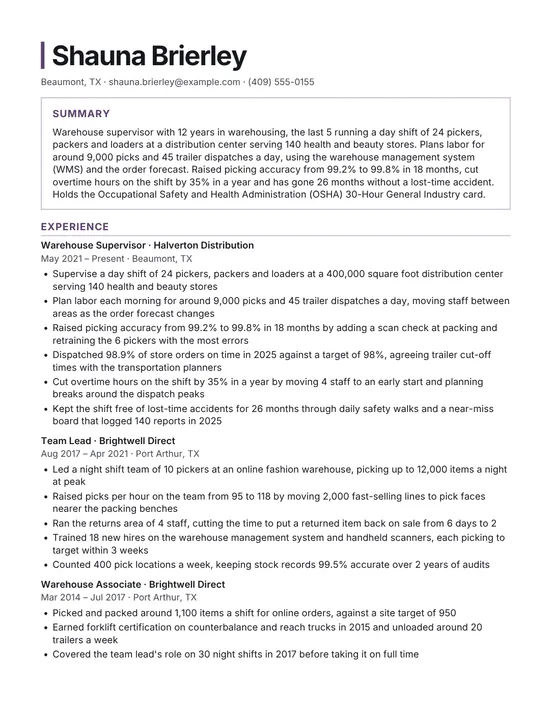 Shauna Brierley
Beaumont, TX · shauna.brierley@example.com · (409) 555-0155
SUMMARY
Warehouse supervisor with 12 years in warehousing, the last 5 running a day shift of 24 pickers,
packers and loaders at a distribution center serving 140 health and beauty stores. Plans labor for
around 9,000 picks and 45 trailer dispatches a day, using the warehouse management system
(WMS) and the order forecast. Raised picking accuracy from 99.2% to 99.8% in 18 months, cut
overtime hours on the shift by 35% in a year and has gone 26 months without a lost-time accident.
Holds the Occupational Safety and Health Administration (OSHA) 30-Hour General Industry card.
EXPERIENCE
Warehouse Supervisor · Halverton Distribution
May 2021 – Present · Beaumont, TX
• Supervise a day shift of 24 pickers, packers and loaders at a 400,000 square foot distribution center
serving 140 health and beauty stores
• Plan labor each morning for around 9,000 picks and 45 trailer dispatches a day, moving staff between
areas as the order forecast changes
• Raised picking accuracy from 99.2% to 99.8% in 18 months by adding a scan check at packing and
retraining the 6 pickers with the most errors
• Dispatched 98.9% of store orders on time in 2025 against a target of 98%, agreeing trailer cut-off
times with the transportation planners
• Cut overtime hours on the shift by 35% in a year by moving 4 staff to an early start and planning
breaks around the dispatch peaks
• Kept the shift free of lost-time accidents for 26 months through daily safety walks and a near-miss
board that logged 140 reports in 2025
Team Lead · Brightwell Direct
Aug 2017 – Apr 2021 · Port Arthur, TX
• Led a night shift team of 10 pickers at an online fashion warehouse, picking up to 12,000 items a night
at peak
• Raised picks per hour on the team from 95 to 118 by moving 2,000 fast-selling lines to pick faces
nearer the packing benches
• Ran the returns area of 4 staff, cutting the time to put a returned item back on sale from 6 days to 2
• Trained 18 new hires on the warehouse management system and handheld scanners, each picking to
target within 3 weeks
• Counted 400 pick locations a week, keeping stock records 99.5% accurate over 2 years of audits
Warehouse Associate · Brightwell Direct
Mar 2014 – Jul 2017 · Port Arthur, TX
• Picked and packed around 1,100 items a shift for online orders, against a site target of 950
• Earned forklift certification on counterbalance and reach trucks in 2015 and unloaded around 20
trailers a week
• Covered the team lead's role on 30 night shifts in 2017 before taking it on full time